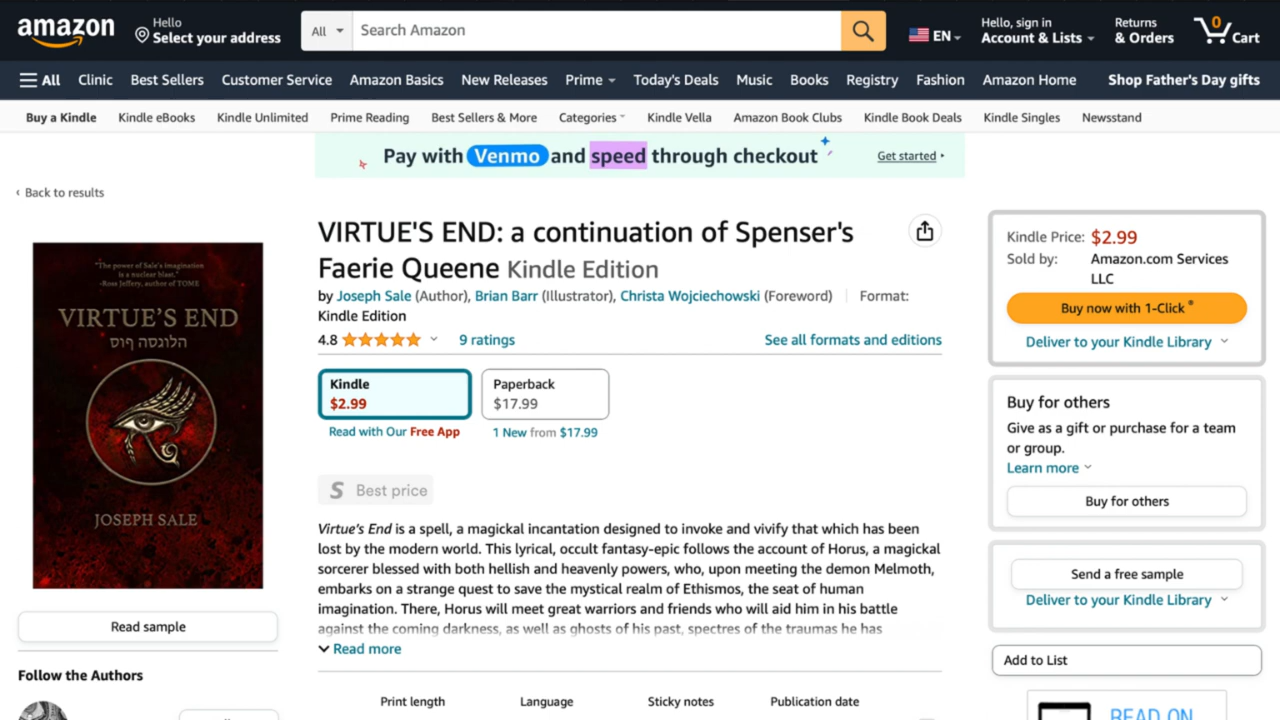 amazon
Hello
Select your address
All
Search Amazon
EN
Hello, sign in
Account & Lists
Returns
& Orders
0
Cart
All Clinic Best Sellers Customer Service Amazon Basics New Releases Prime Today's Deals Music Books Registry Fashion Amazon Home Shop Father's Day gifts
Buy a Kindle Kindle eBooks Kindle Unlimited Prime Reading Best Sellers & More Categories Kindle Vella Amazon Book Clubs Kindle Book Deals Kindle Singles Newsstand
Pay with Venmo and speed through checkout Get started
‹ Back to results
"The power of Sale's imagination
is a nuclear blast."
-Ross Jeffery, author of TOME
VIRTUE'S END
הלוגסה ףוס
JOSEPH SALE
Read sample
Follow the Authors
VIRTUE'S END: a continuation of Spenser's
Faerie Queene Kindle Edition
by Joseph Sale (Author), Brian Barr (Illustrator), Christa Wojciechowski (Foreword) | Format:
Kindle Edition
4.8 9 ratings See all formats and editions
Kindle
$2.99
Read with Our Free App
Paperback
$17.99
1 New from $17.99
S Best price
Virtue's End is a spell, a magickal incantation designed to invoke and vivify that which has been
lost by the modern world. This lyrical, occult fantasy-epic follows the account of Horus, a magickal
sorcerer blessed with both hellish and heavenly powers, who, upon meeting the demon Melmoth,
embarks on a strange quest to save the mystical realm of Ethismos, the seat of human
imagination. There, Horus will meet great warriors and friends who will aid him in his battle
against the coming darkness, as well as ghosts of his past, spectres of the traumas he has
Read more
Print length Language Sticky notes Publication date
Kindle Price: $2.99
Sold by: Amazon.com Services
LLC
Buy now with 1-Click ®
Deliver to your Kindle Library
Buy for others
Give as a gift or purchase for a team
or group.
Learn more
Buy for others
Send a free sample
Deliver to your Kindle Library
Add to List
READ ON